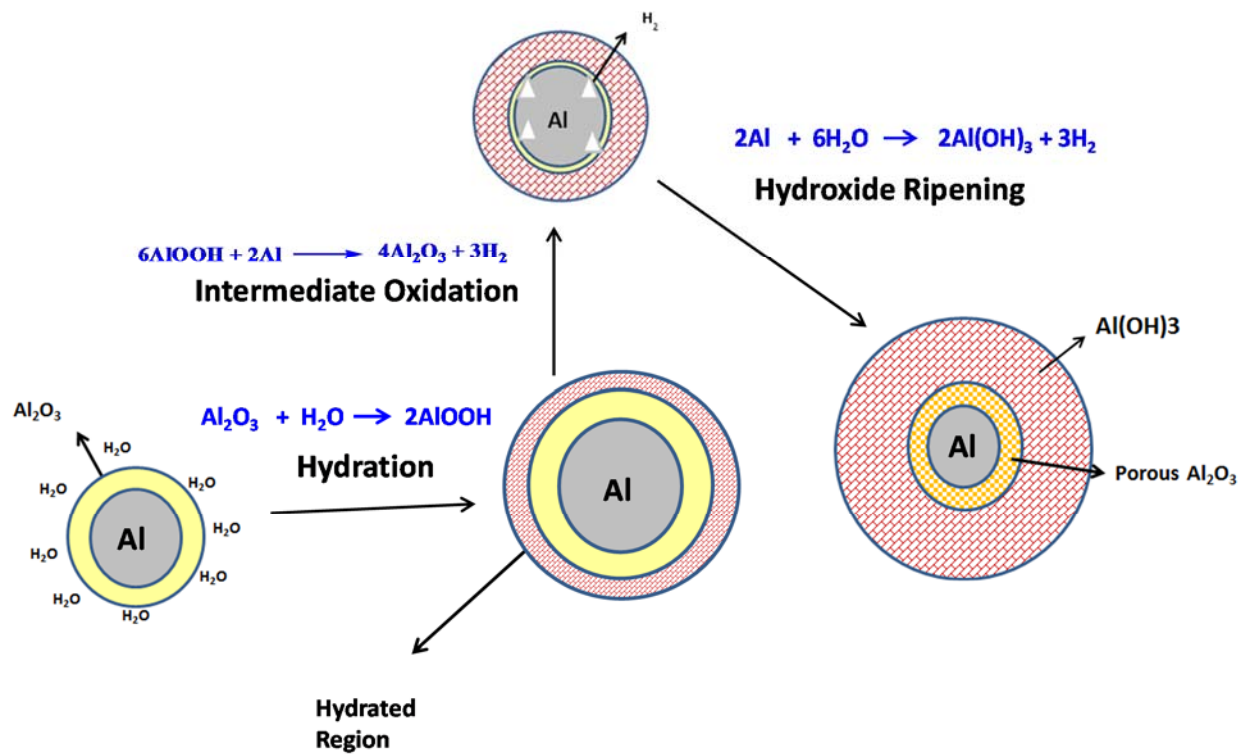 H₂
Al
2Al + 6H₂O → 2Al(OH)₃ + 3H₂
Hydroxide Ripening
6AlOOH + 2Al → 4Al₂O₃ + 3H₂
Intermediate Oxidation
Al(OH)3
Al
Porous Al₂O₃
Al₂O₃
Al₂O₃ + H₂O → 2AlOOH
Hydration
H₂O
H₂O
H₂O
H₂O
H₂O
H₂O
H₂O
H₂O
Al
Al
Hydrated
Region